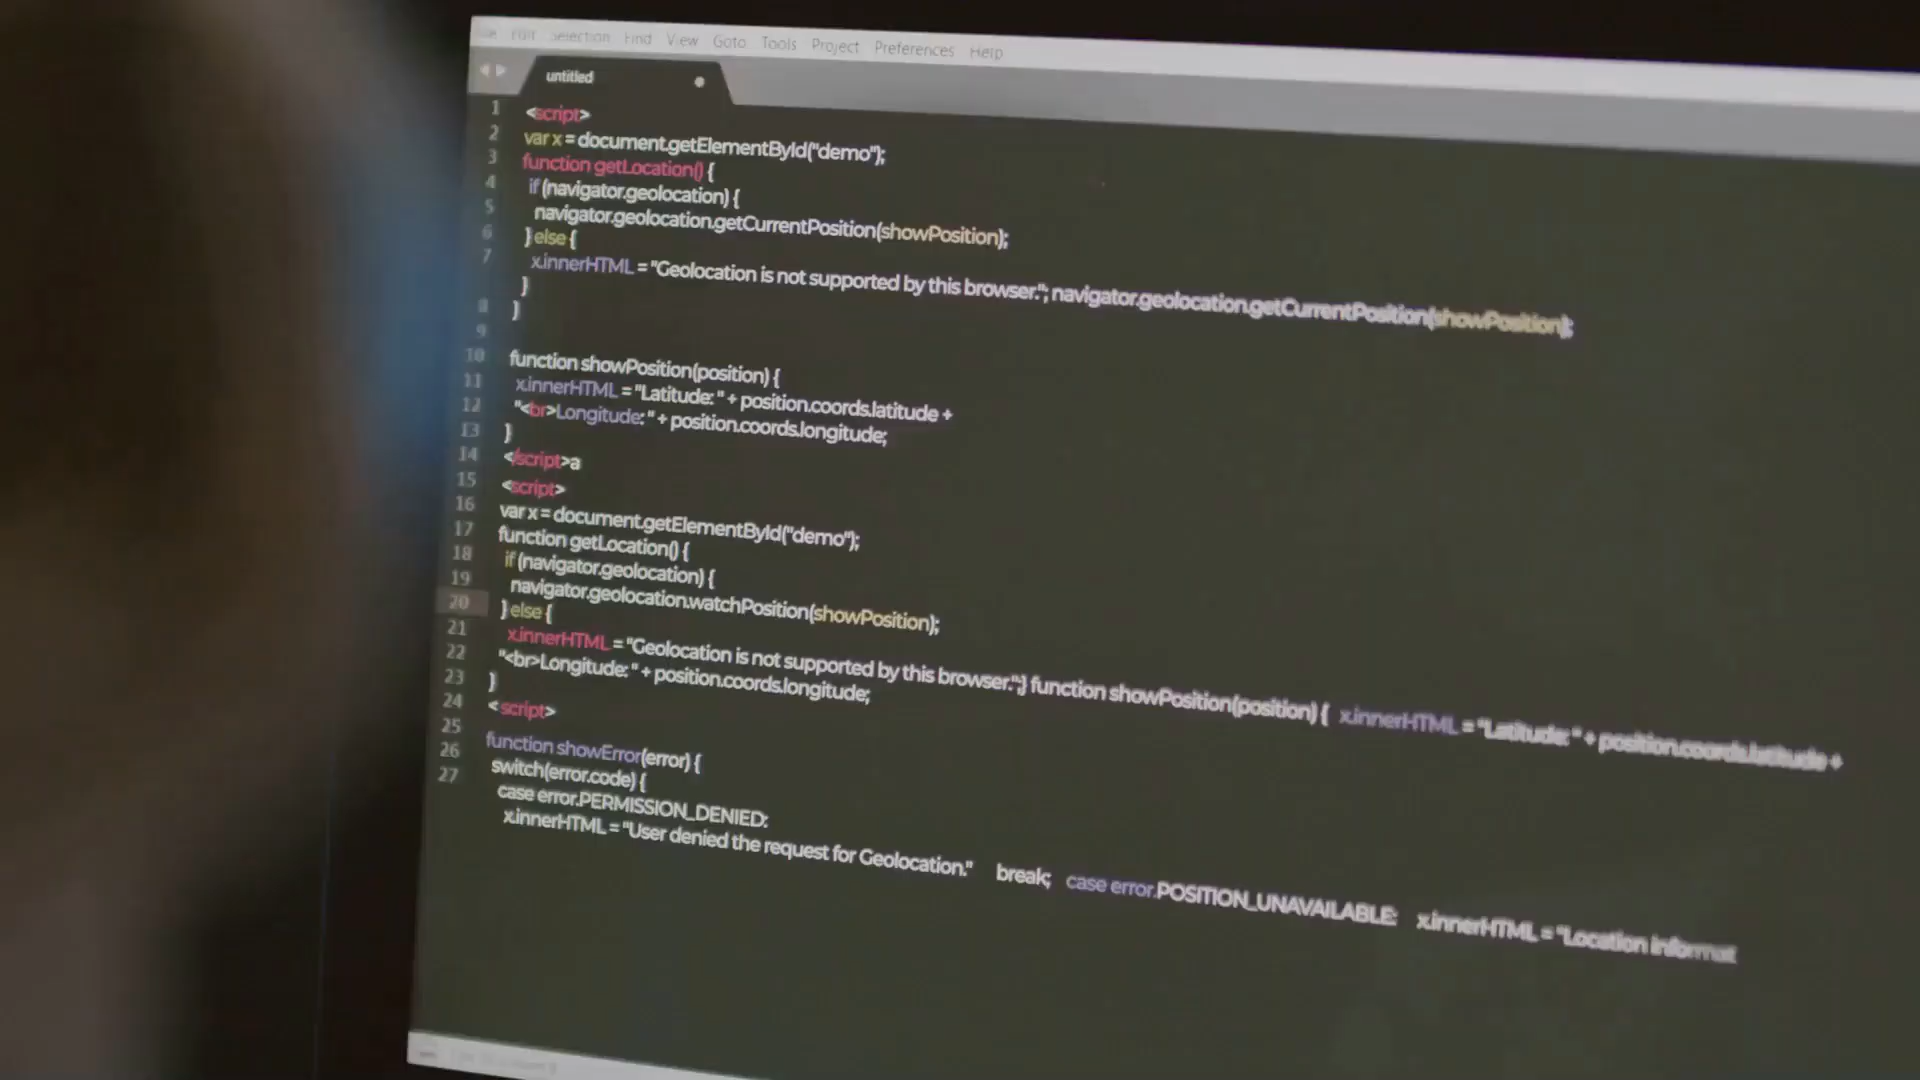 Edit Selection Find View Goto Tools Project Preferences Help
untitled
1 <script>
2 var x = document.getElementById("demo");
3 function getLocation() {
4 if (navigator.geolocation) {
5 navigator.geolocation.getCurrentPosition(showPosition);
6 } else {
7 x.innerHTML = "Geolocation is not supported by this browser."; navigator.geolocation.getCurrentPosition(showPosition);
}
8 }
9
10 function showPosition(position) {
11 x.innerHTML = "Latitude: " + position.coords.latitude +
12 "<br>Longitude: " + position.coords.longitude;
13 }
14 </script>a
15 <script>
16 var x = document.getElementById("demo");
17 function getLocation() {
18 if (navigator.geolocation) {
19 navigator.geolocation.watchPosition(showPosition);
20 } else {
21 x.innerHTML = "Geolocation is not supported by this browser.";} function showPosition(position) { x.innerHTML = "Latitude: " + position.coords.latitude +
22 "<br>Longitude: " + position.coords.longitude;
23 }
24 < script>
25 function showError(error) {
26 switch(error.code) {
27 case error.PERMISSION_DENIED:
x.innerHTML = "User denied the request for Geolocation." break; case error.POSITION_UNAVAILABLE: x.innerHTML = "Location informat